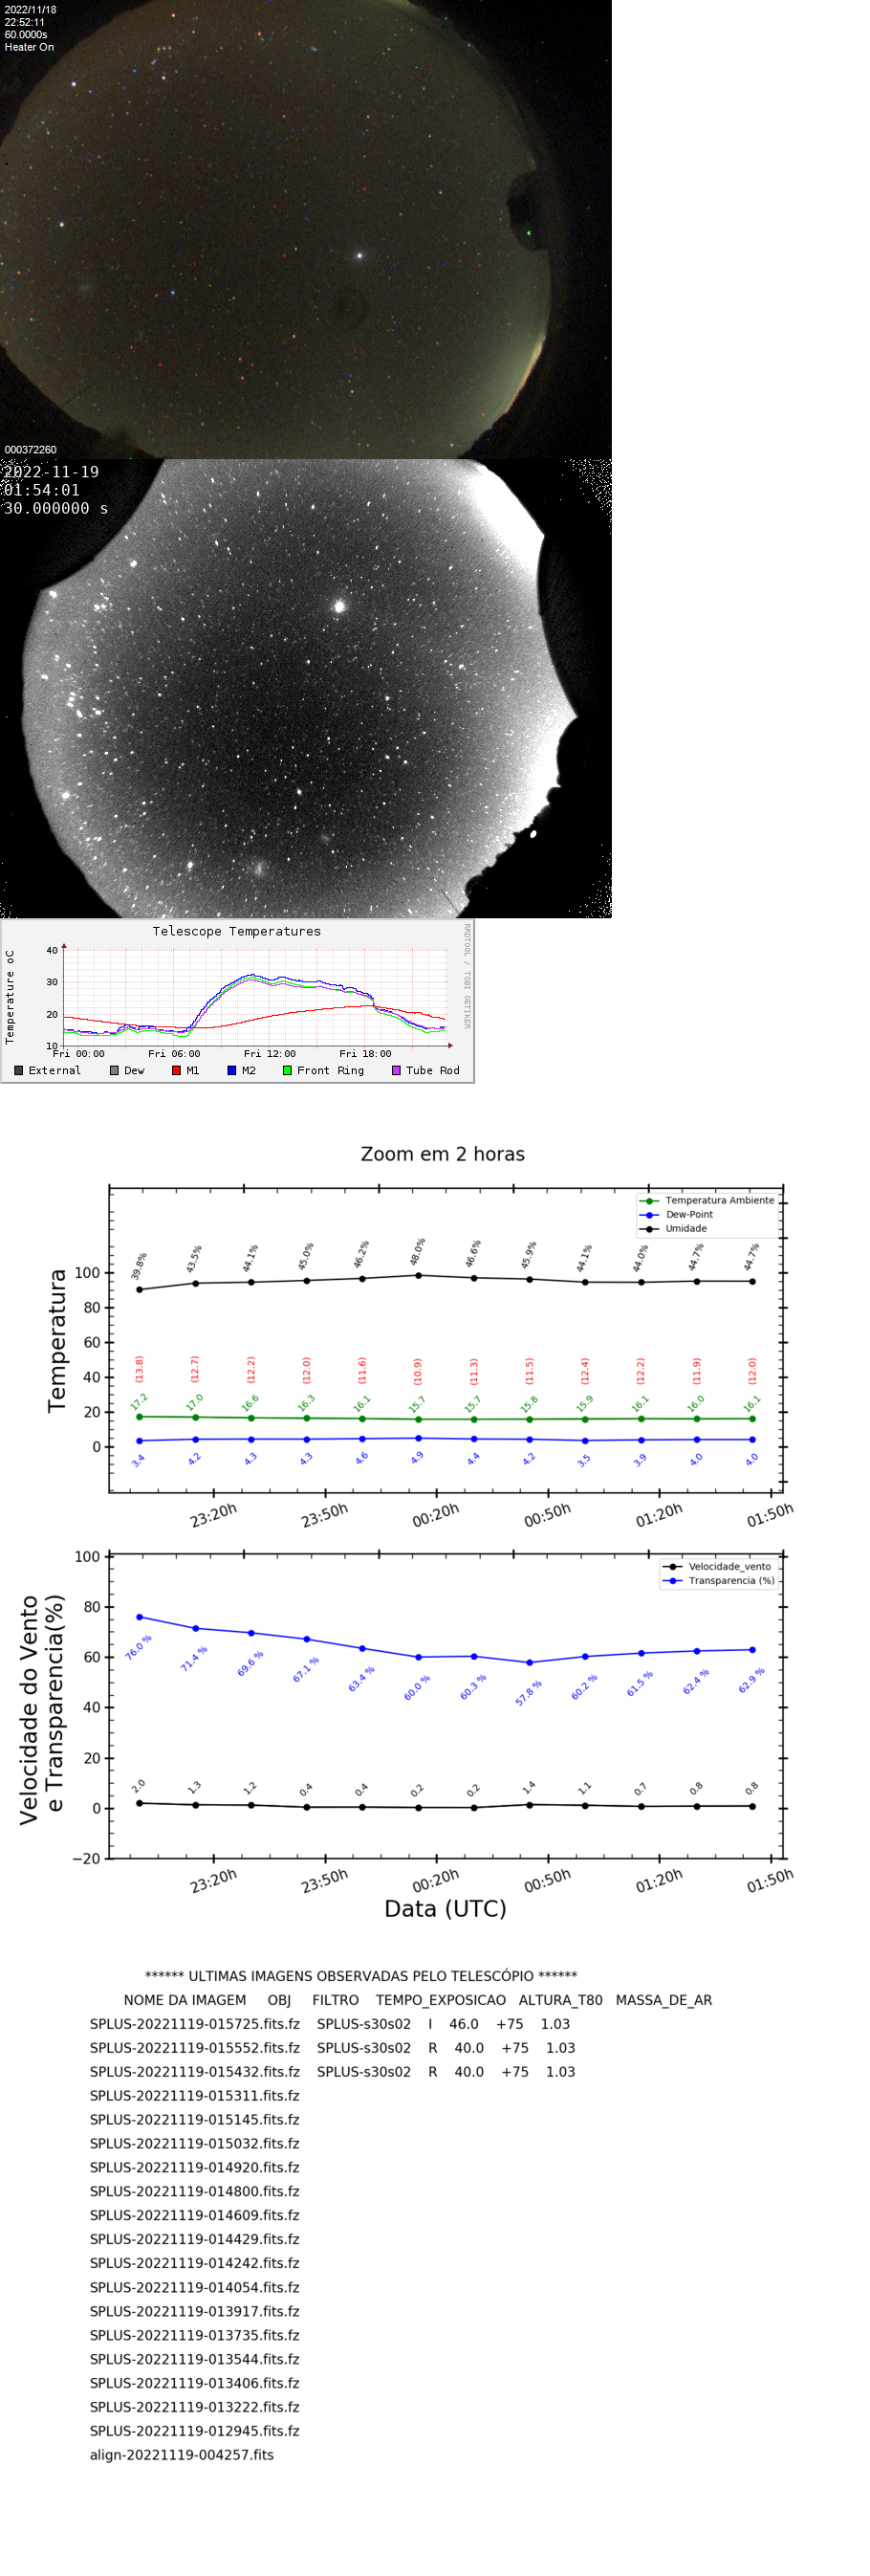 2022/11/18
22:52:11
60.0000s
Heater On
000372260
2022-11-19
01:54:01
30.000000 s
Telescope Temperatures
RRDTOOL / TOBI OETIKER
Temperature oC
40
30
20
10
Fri 00:00 Fri 06:00 Fri 12:00 Fri 18:00
External Dew M1 M2 Front Ring Tube Rod
Zoom em 2 horas
Temperatura Ambiente
Dew-Point
Umidade
Temperatura
100
80
60
40
20
0
39.8% 43.5% 44.1% 45.0% 46.2% 48.0% 46.6% 45.9% 44.1% 44.0% 44.7% 44.7%
(13.8) (12.7) (12.2) (12.0) (11.6) (10.9) (11.3) (11.5) (12.4) (12.2) (11.9) (12.0)
17.2 17.0 16.6 16.3 16.1 15.7 15.7 15.8 15.9 16.1 16.0 16.1
3.4 4.2 4.3 4.3 4.6 4.9 4.4 4.2 3.5 3.9 4.0 4.0
23:20h 23:50h 00:20h 00:50h 01:20h 01:50h
Velocidade_vento
Transparencia (%)
Velocidade do Vento
e Transparencia(%)
100
80
60
40
20
0
−20
76.0 % 71.4 % 69.6 % 67.1 % 63.4 % 60.0 % 60.3 % 57.8 % 60.2 % 61.5 % 62.4 % 62.9 %
2.0 1.3 1.2 0.4 0.4 0.2 0.2 1.4 1.1 0.7 0.8 0.8
23:20h 23:50h 00:20h 00:50h 01:20h 01:50h
Data (UTC)
****** ULTIMAS IMAGENS OBSERVADAS PELO TELESCÓPIO ******
NOME DA IMAGEM OBJ FILTRO TEMPO_EXPOSICAO ALTURA_T80 MASSA_DE_AR
SPLUS-20221119-015725.fits.fz SPLUS-s30s02 I 46.0 +75 1.03
SPLUS-20221119-015552.fits.fz SPLUS-s30s02 R 40.0 +75 1.03
SPLUS-20221119-015432.fits.fz SPLUS-s30s02 R 40.0 +75 1.03
SPLUS-20221119-015311.fits.fz
SPLUS-20221119-015145.fits.fz
SPLUS-20221119-015032.fits.fz
SPLUS-20221119-014920.fits.fz
SPLUS-20221119-014800.fits.fz
SPLUS-20221119-014609.fits.fz
SPLUS-20221119-014429.fits.fz
SPLUS-20221119-014242.fits.fz
SPLUS-20221119-014054.fits.fz
SPLUS-20221119-013917.fits.fz
SPLUS-20221119-013735.fits.fz
SPLUS-20221119-013544.fits.fz
SPLUS-20221119-013406.fits.fz
SPLUS-20221119-013222.fits.fz
SPLUS-20221119-012945.fits.fz
align-20221119-004257.fits